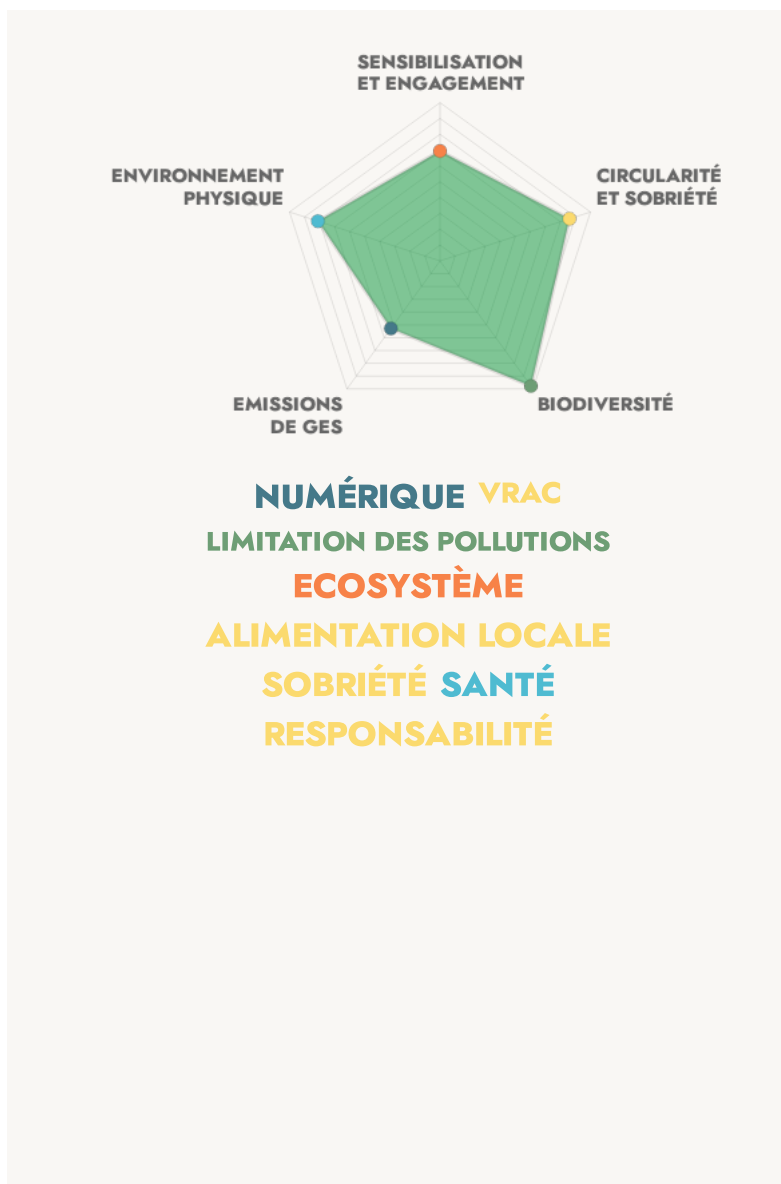 SENSIBILISATION
ET ENGAGEMENT
ENVIRONNEMENT
PHYSIQUE
CIRCULARITÉ
ET SOBRIÉTÉ
EMISSIONS
DE GES
BIODIVERSITÉ
NUMÉRIQUE VRAC
LIMITATION DES POLLUTIONS
ECOSYSTÈME
ALIMENTATION LOCALE
SOBRIÉTÉ SANTÉ
RESPONSABILITÉ